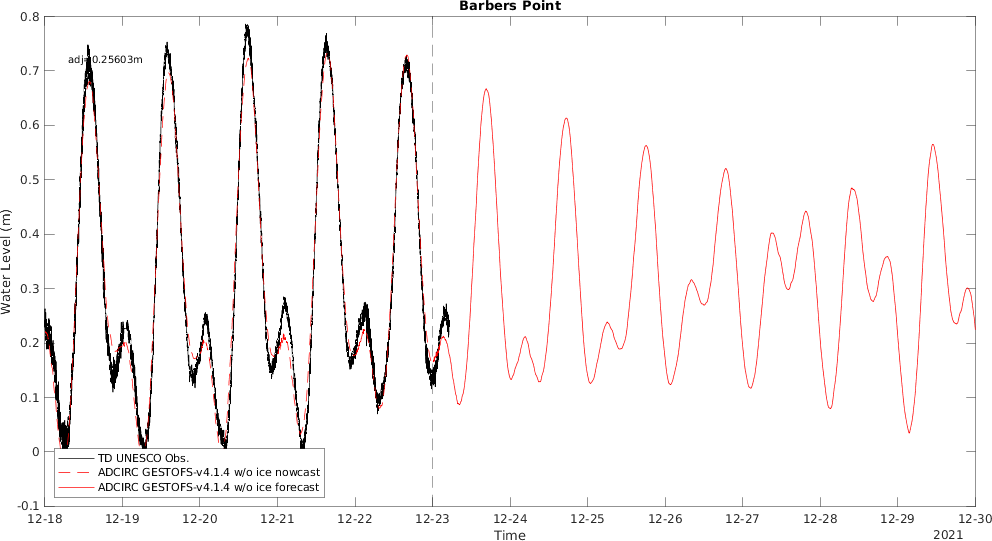 Barbers Point
0.8
0.7
0.6
0.5
0.4
0.3
0.2
0.1
0
-0.1
Water Level (m)
adj=0.25603m
TD UNESCO Obs.
ADCIRC GESTOFS-v4.1.4 w/o ice nowcast
ADCIRC GESTOFS-v4.1.4 w/o ice forecast
12-18 12-19 12-20 12-21 12-22 12-23 12-24 12-25 12-26 12-27 12-28 12-29 12-30
Time
2021